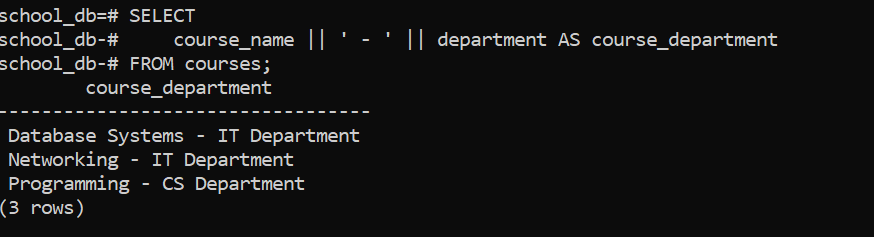 school_db=# SELECT
school_db-#     course_name || ' - ' || department AS course_department
school_db-# FROM courses;
        course_department
----------------------------------
 Database Systems - IT Department
 Networking - IT Department
 Programming - CS Department
(3 rows)